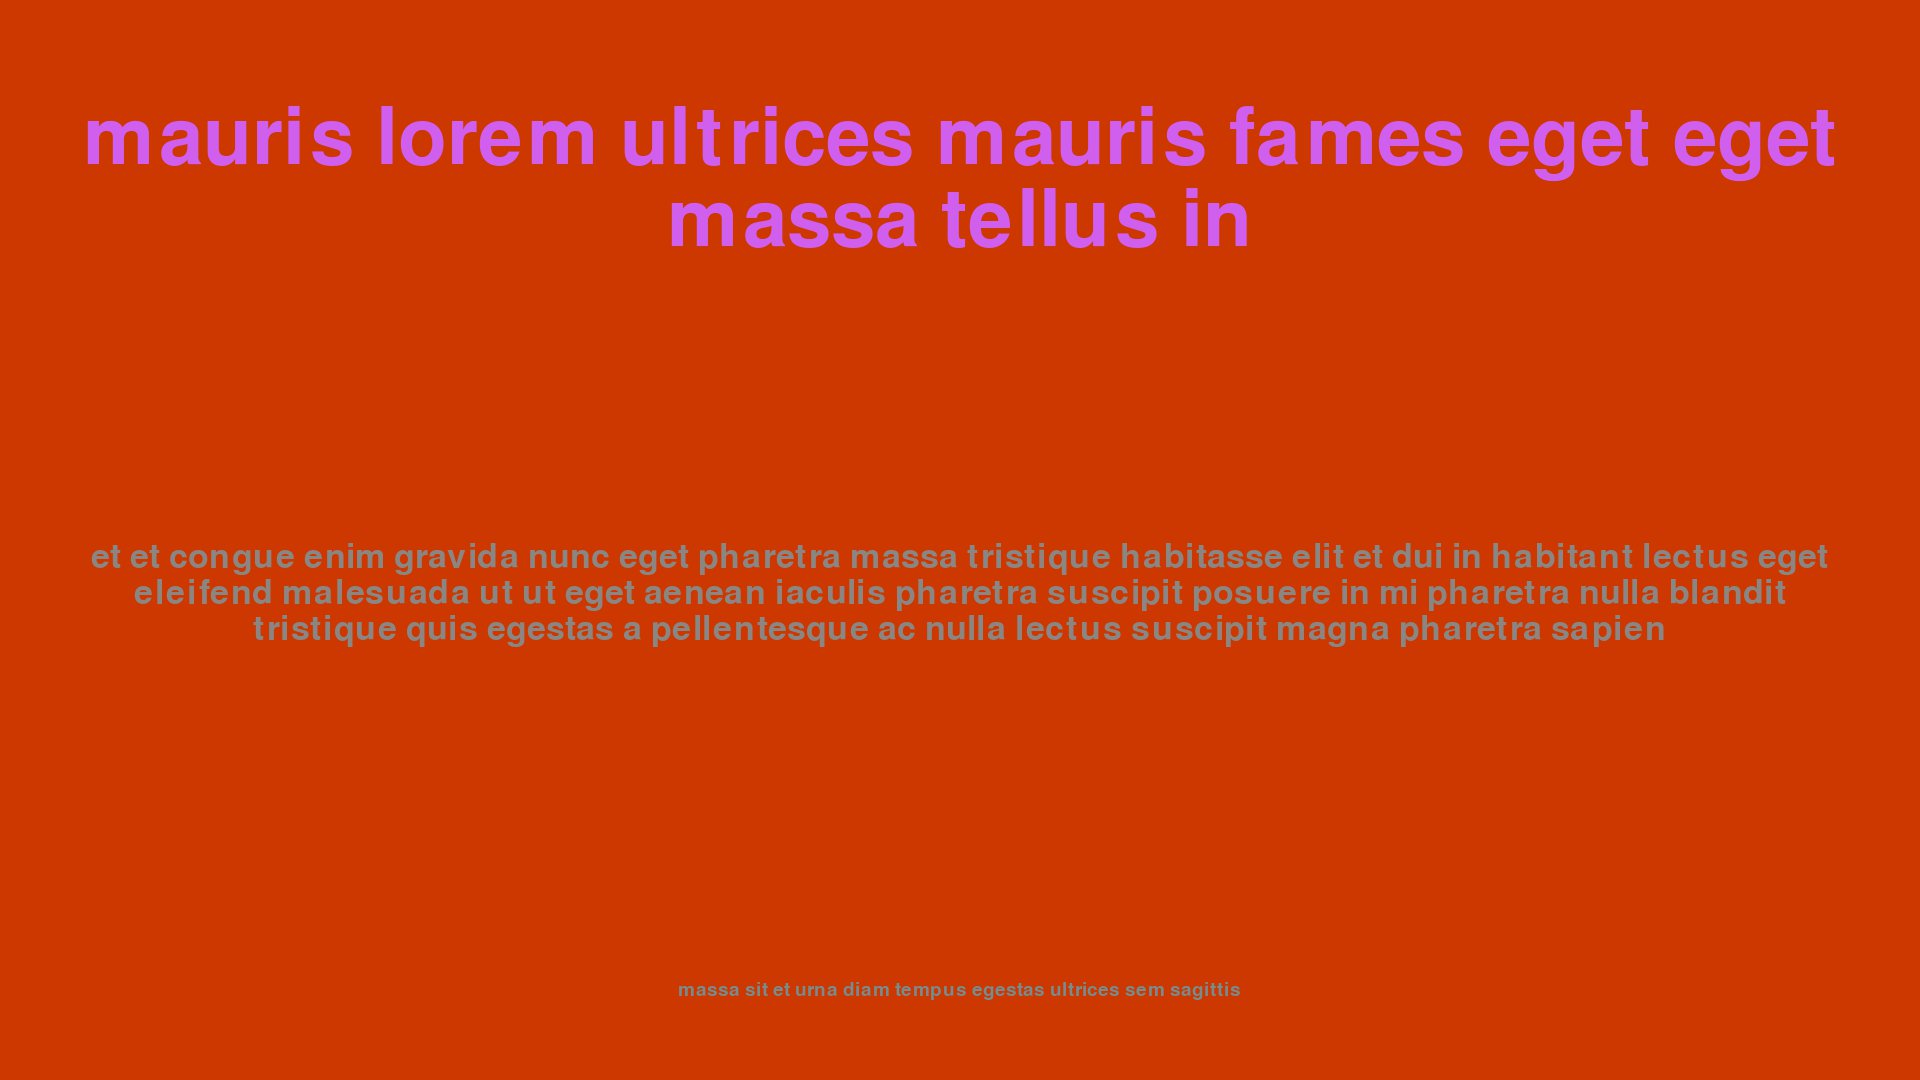 mauris lorem ultrices mauris fames eget eget
massa tellus in
et et congue enim gravida nunc eget pharetra massa tristique habitasse elit et dui in habitant lectus eget
eleifend malesuada ut ut eget aenean iaculis pharetra suscipit posuere in mi pharetra nulla blandit
tristique quis egestas a pellentesque ac nulla lectus suscipit magna pharetra sapien
massa sit et urna diam tempus egestas ultrices sem sagittis